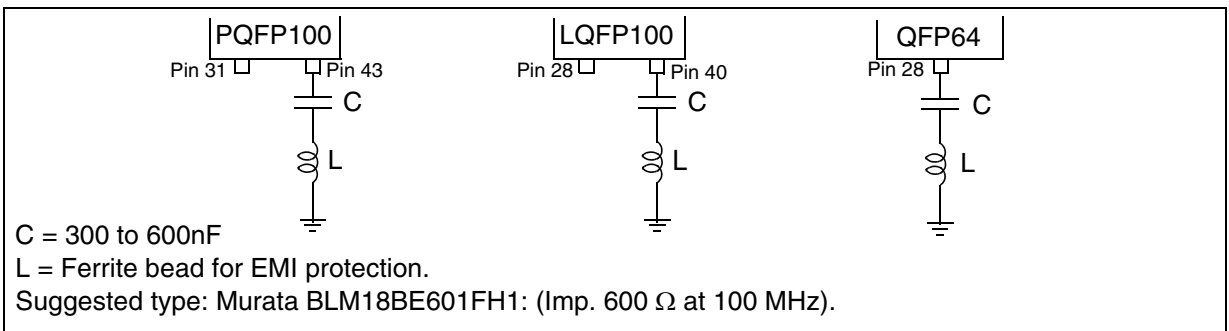 PQFP100 LQFP100 QFP64
Pin 31 Pin 43 Pin 28 Pin 40 Pin 28
C C C
L L L
C = 300 to 600nF
L = Ferrite bead for EMI protection.
Suggested type: Murata BLM18BE601FH1: (Imp. 600 Ω at 100 MHz).